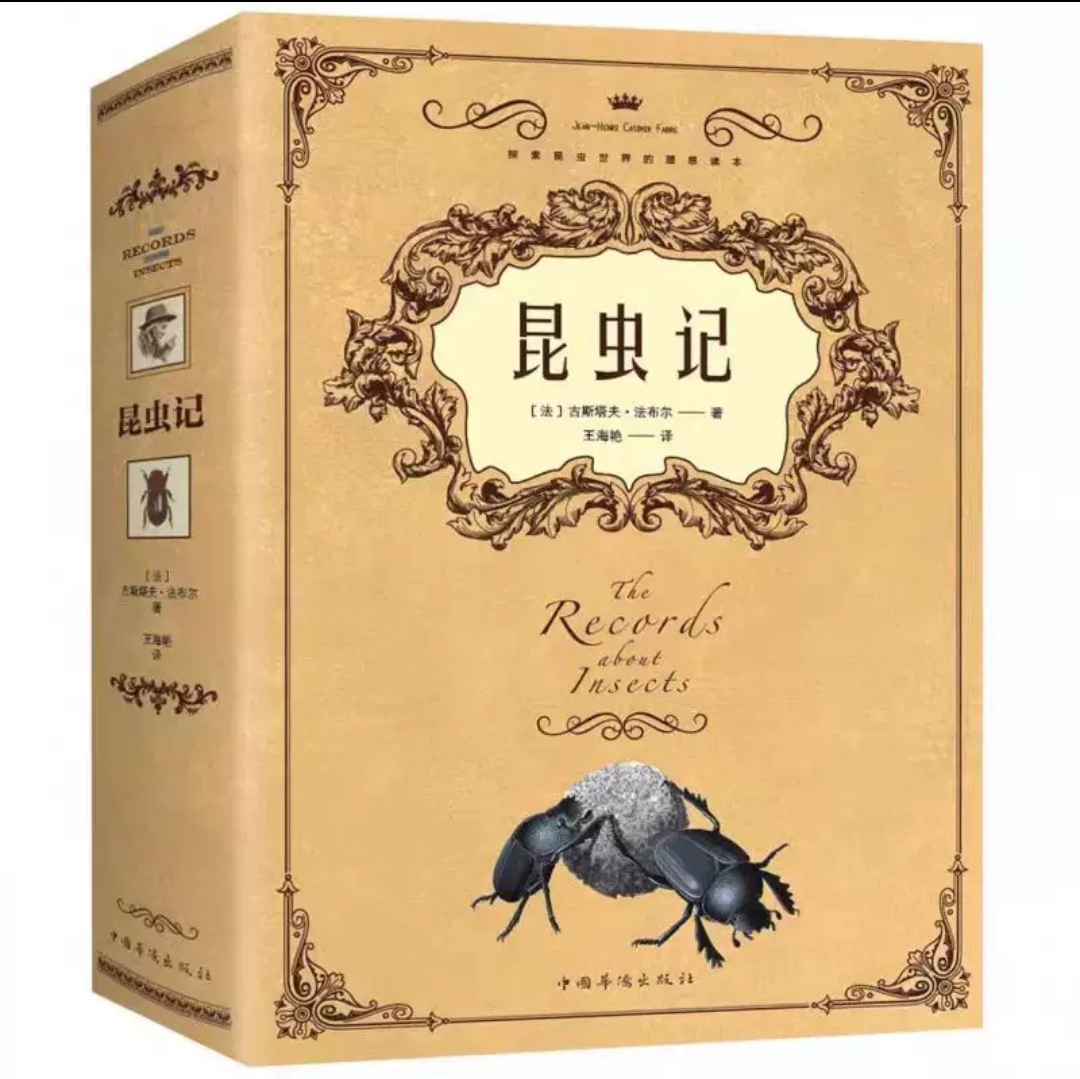 JEAN-HENRI CASIMIR FABRE
探索昆虫世界的理想读本
昆虫记
[法]古斯塔夫·法布尔——著
王海艳——译
The
Records
about
Insects
中国华侨出版社
RECORDS
INSECTS
昆虫记
[法]
古斯塔夫·法布尔
著
王海艳
译
中国华侨出版社